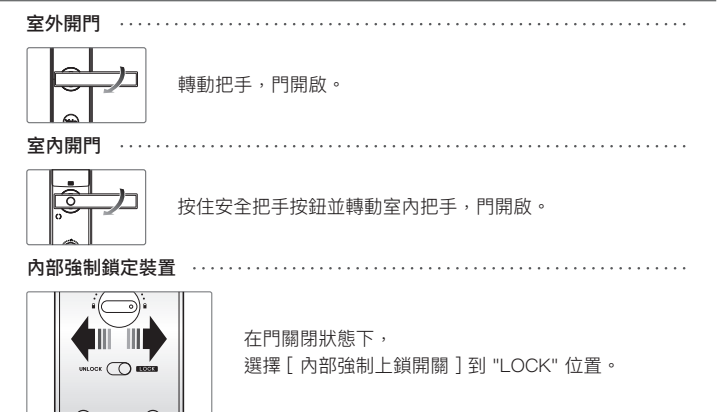 室外開門
轉動把手，門開啟。
室內開門
按住安全把手按鈕並轉動室內把手，門開啟。
內部強制鎖定裝置
UNLOCK LOCK
在門關閉狀態下，
選擇 [ 內部強制上鎖開關 ] 到 "LOCK" 位置。